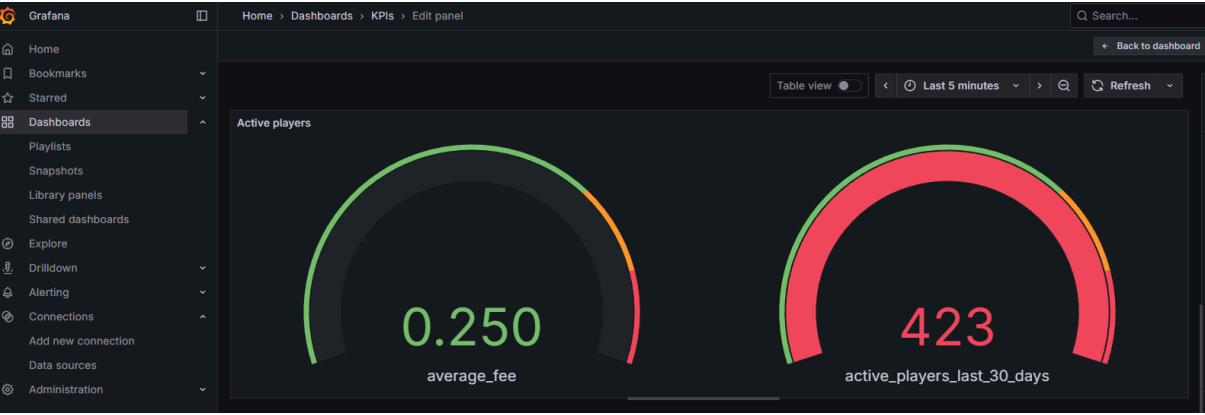 Grafana
Home › Dashboards › KPIs › Edit panel
Search...
Home
← Back to dashboard
Bookmarks
Starred
Table view
Last 5 minutes
Refresh
Dashboards
Active players
Playlists
Snapshots
Library panels
Shared dashboards
Explore
Drilldown
Alerting
Connections
Add new connection
Data sources
Administration
0.250
average_fee
423
active_players_last_30_days